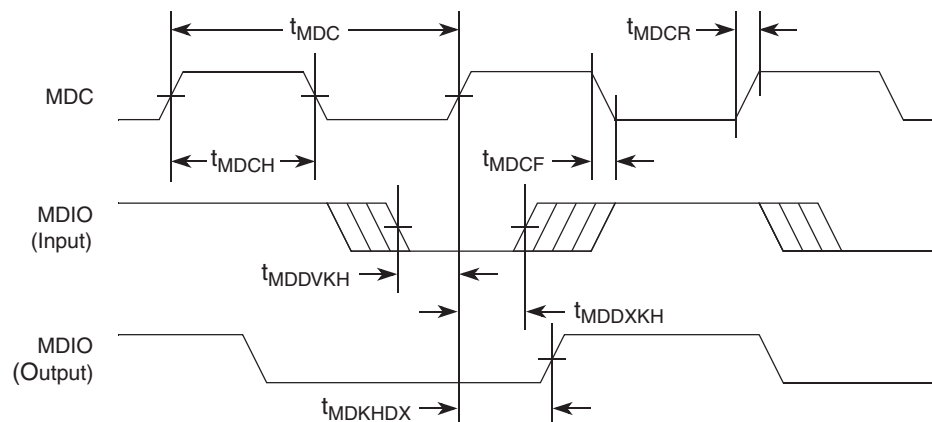 tMDC
tMDCR
MDC
tMDCH
tMDCF
MDIO
(Input)
tMDDVKH
tMDDXKH
MDIO
(Output)
tMDKHDX